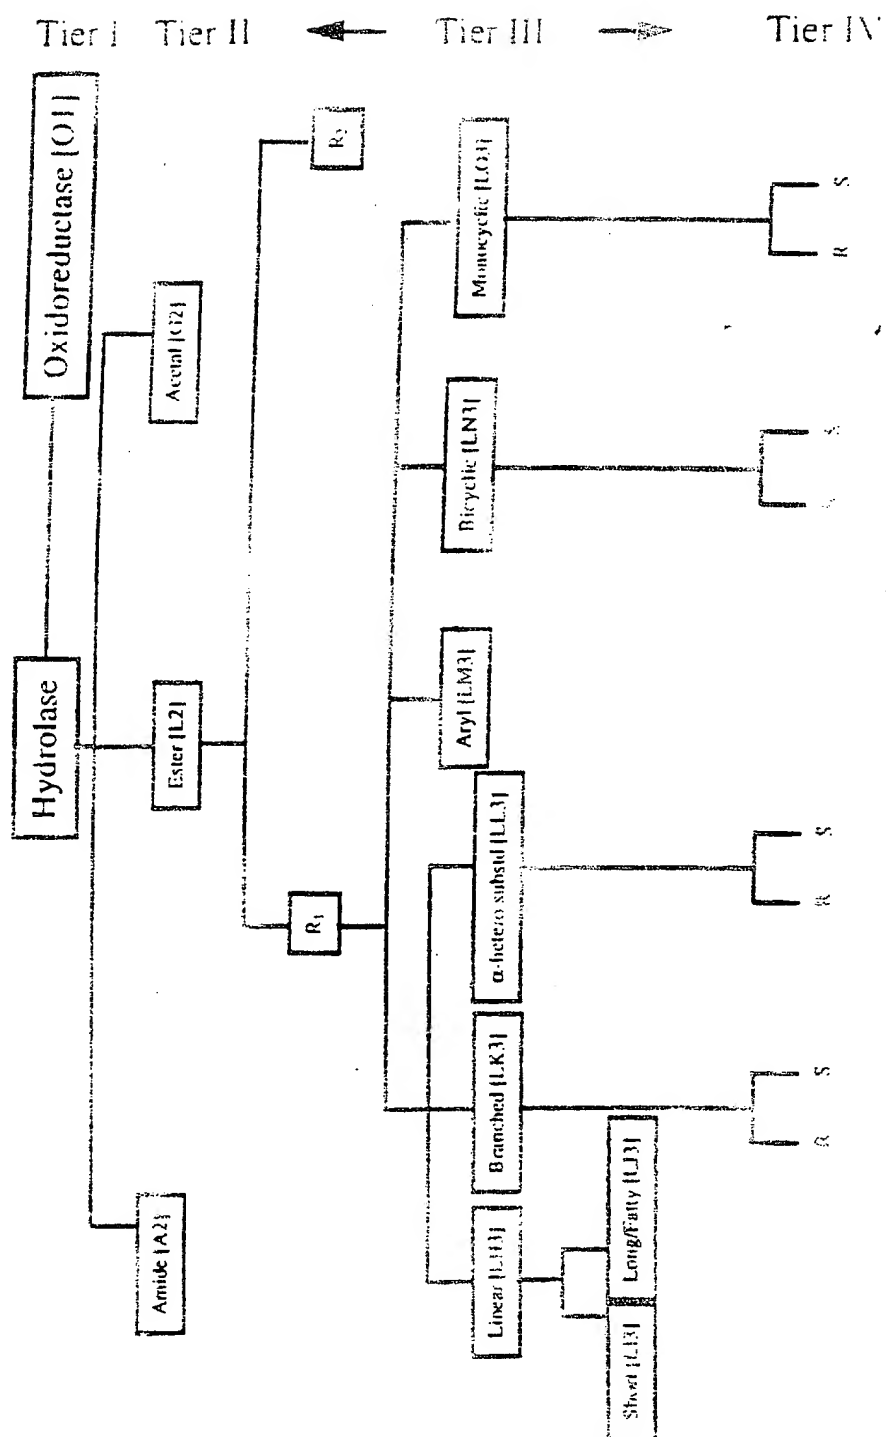 Tier I
Tier II
Tier III
Tier IV
Hydrolase
Oxidoreductase [O1]
Amide [A2]
Ester [L2]
Acetal [G2]
R₁
R₂
Linear [LH3]
Branched [LK3]
α-hetero substd [LL3]
Aryl [LM3]
Bicyclic [LN3]
Monocyclic [LO3]
Short [LI3]
Long/Fatty [LJ3]
R
S
R
S
S
R
S